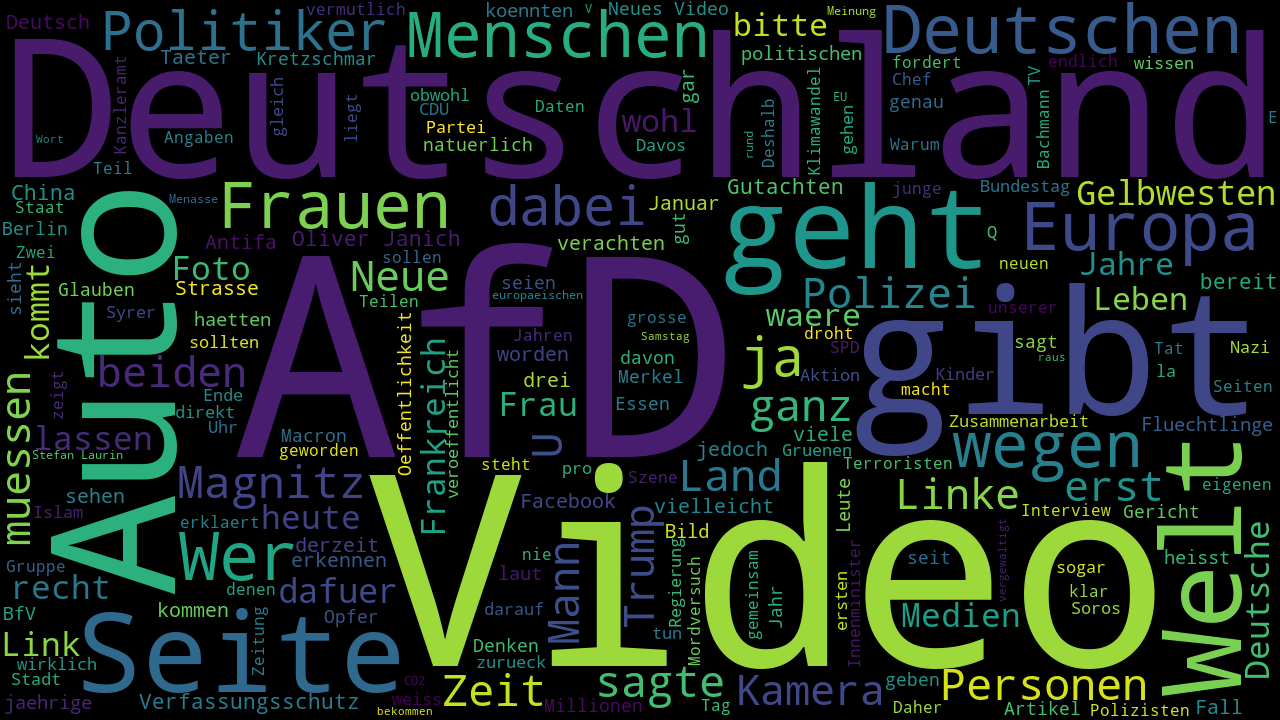 Deutsch
Politiker
vermutlich
Menschen
koennten
V
Neues Video
bitte
Meinung
Deutschen
Taeter
Kretzschmar
politischen
fordert
endlich
wissen
Deutschland
Kanzleramt
gleich
liegt
obwohl
CDU
Daten
gar
Chef
TV
EU
genau
Wort
Angaben
Partei
natuerlich
wohl
Davos
rund
Deshalb
Klimawandel
gehen
Warum
Bachmann
E
Teil
China
Staat
Menasse
Frauen
dabei
Januar
Gutachten
junge
Bundestag
Gelbwesten
Berlin
Zwei
Antifa
Oliver Janich
sollen
verachten
gut
geht
Q
Europa
Auto
sieht
kommt
Foto
Strasse
Neue
Teilen
seien
europaeischen
neuen
Jahre
bereit
Glauben
Syrer
haetten
sollten
AfD
Jahren
worden
grosse
Samstag
davon
Merkel
Polizei
waere
droht
unserer
Leben
gibt
ja
SPD
sagt
raus
Tat
la
Nazi
zeigt
beiden
Oeffentlichkeit
Frankreich
veroeffentlicht
drei
Frau
Essen
Aktion
macht
Kinder
Seiten
muessen
Ende
direkt
Uhr
lassen
Macron
geworden
u
ganz
viele
Gruenen
Zusammenarbeit
Fluechtlinge
Stefan Laurin
sehen
Magnitz
steht
pro
Szene
Land
jedoch
Terroristen
wegen
Welt
Islam
erklaert
heute
Facebook
vielleicht
Leute
Linke
erst
eigenen
Interview
Gericht
Gruppe
Wer
derzeit
erkennen
Video
nie
laut
Mann
Trump
Bild
Regierung
Mordversuch
gemeinsam
Jahr
ersten
Innenminister
seit
vergewaltigt
sogar
klar
Soros
heisst
Deutsche
recht
denen
dafuer
BfV
kommen
Opfer
darauf
Medien
Link
Seite
Zeitung
wirklich
Stadt
Denken
zurueck
tun
CO2
jaehrige
Verfassungsschutz
weiss
bekommen
Zeit
Millionen
sagte
Tag
Kamera
geben
Daher
Personen
Artikel
Polizisten
Fall